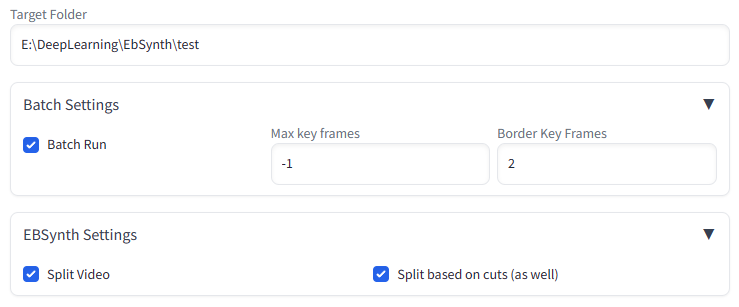 Target Folder
E:\DeepLearning\EbSynth\test
Batch Settings ▼
Batch Run
Max key frames
-1
Border Key Frames
2
EBSynth Settings ▼
Split Video
Split based on cuts (as well)